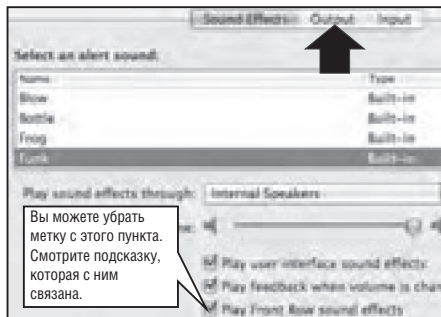 Sound Effects Output Input
Select an alert sound:
Name Type
Blow Built-in
Bottle Built-in
Frog Built-in
Funk Built-in
Play sound effects through: Internal Speakers
Вы можете убрать
метку с этого пункта.
Смотрите подсказку,
которая с ним
связана.
Play user interface sound effects
Play feedback when volume is
Play Front Row sound effects